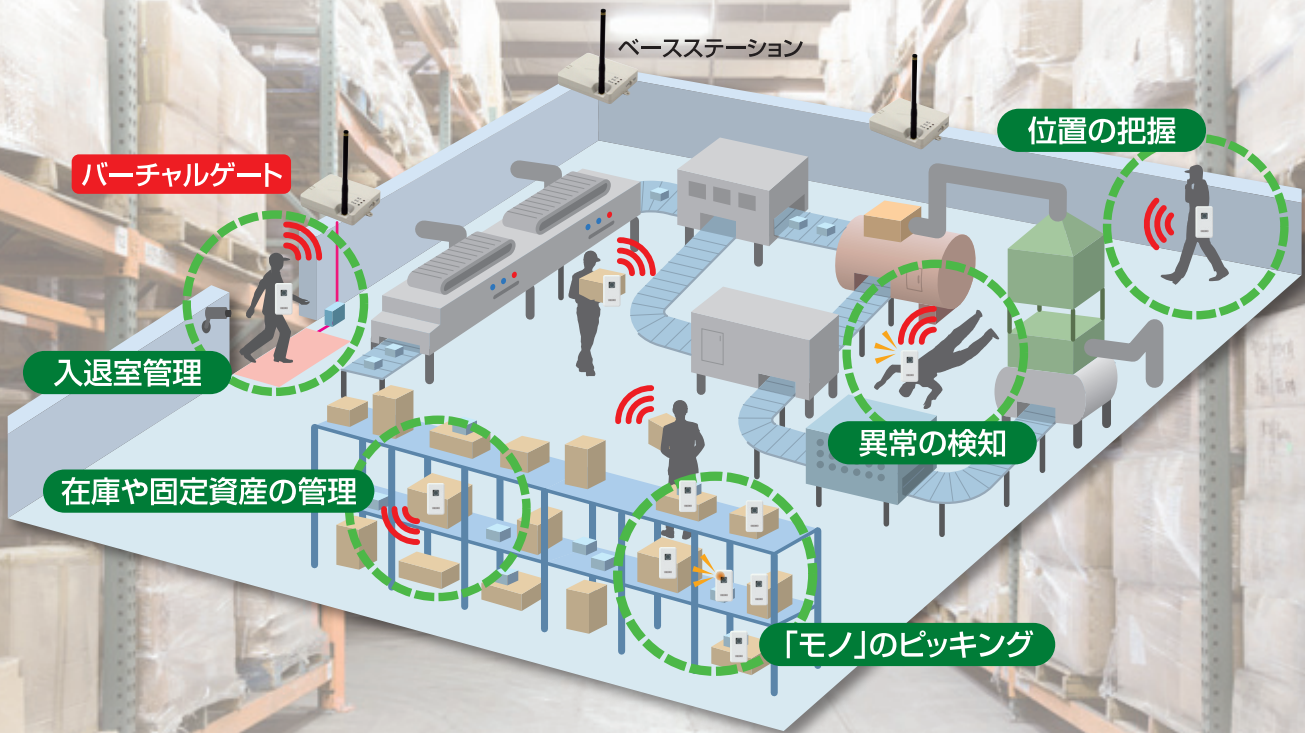 ベースステーション
位置の把握
バーチャルゲート
入退室管理
異常の検知
在庫や固定資産の管理
「モノ」のピッキング